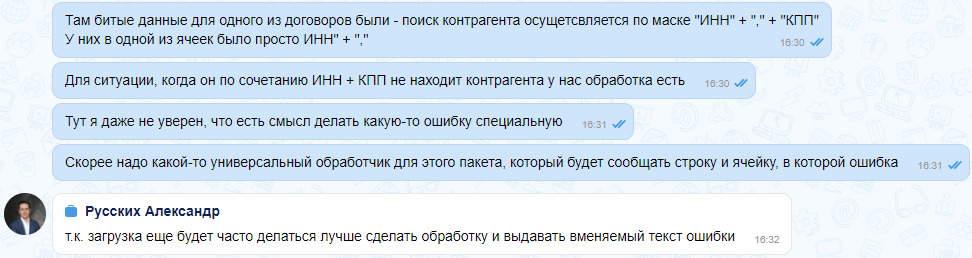 Там битые данные для одного из договоров были - поиск контрагента осущетсвляется по маске "ИНН" + "," + "КПП"
У них в одной из ячеек было просто ИНН" + ","
16:30
Для ситуации, когда он по сочетанию ИНН + КПП не находит контрагента у нас обработка есть
16:30
Тут я даже не уверен, что есть смысл делать какую-то ошибку специальную
16:31
Скорее надо какой-то универсальный обработчик для этого пакета, который будет сообщать строку и ячейку, в которой ошибка
16:31
Русских Александр
т.к. загрузка еще будет часто делаться лучше сделать обработку и выдавать вменяемый текст ошибки
16:32